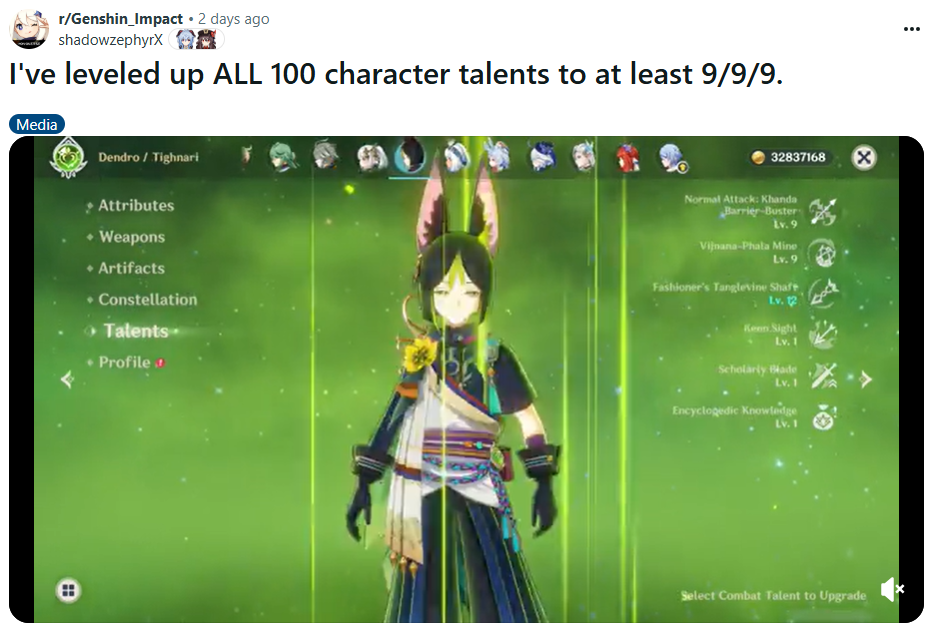 r/Genshin_Impact • 2 days ago
shadowzephyrX
I've leveled up ALL 100 character talents to at least 9/9/9.
Media
Dendro / Tighnari
32837168
Attributes
Weapons
Artifacts
Constellation
Talents
Profile
Normal Attack: Khanda
Barrier-Buster
Lv. 9
Vijnana-Phala Mine
Lv. 9
Fashioner's Tanglevine Shaft
Lv. 12
Keen Sight
Lv. 1
Scholarly Blade
Lv. 1
Encyclopedic Knowledge
Lv. 1
Select Combat Talent to Upgrade